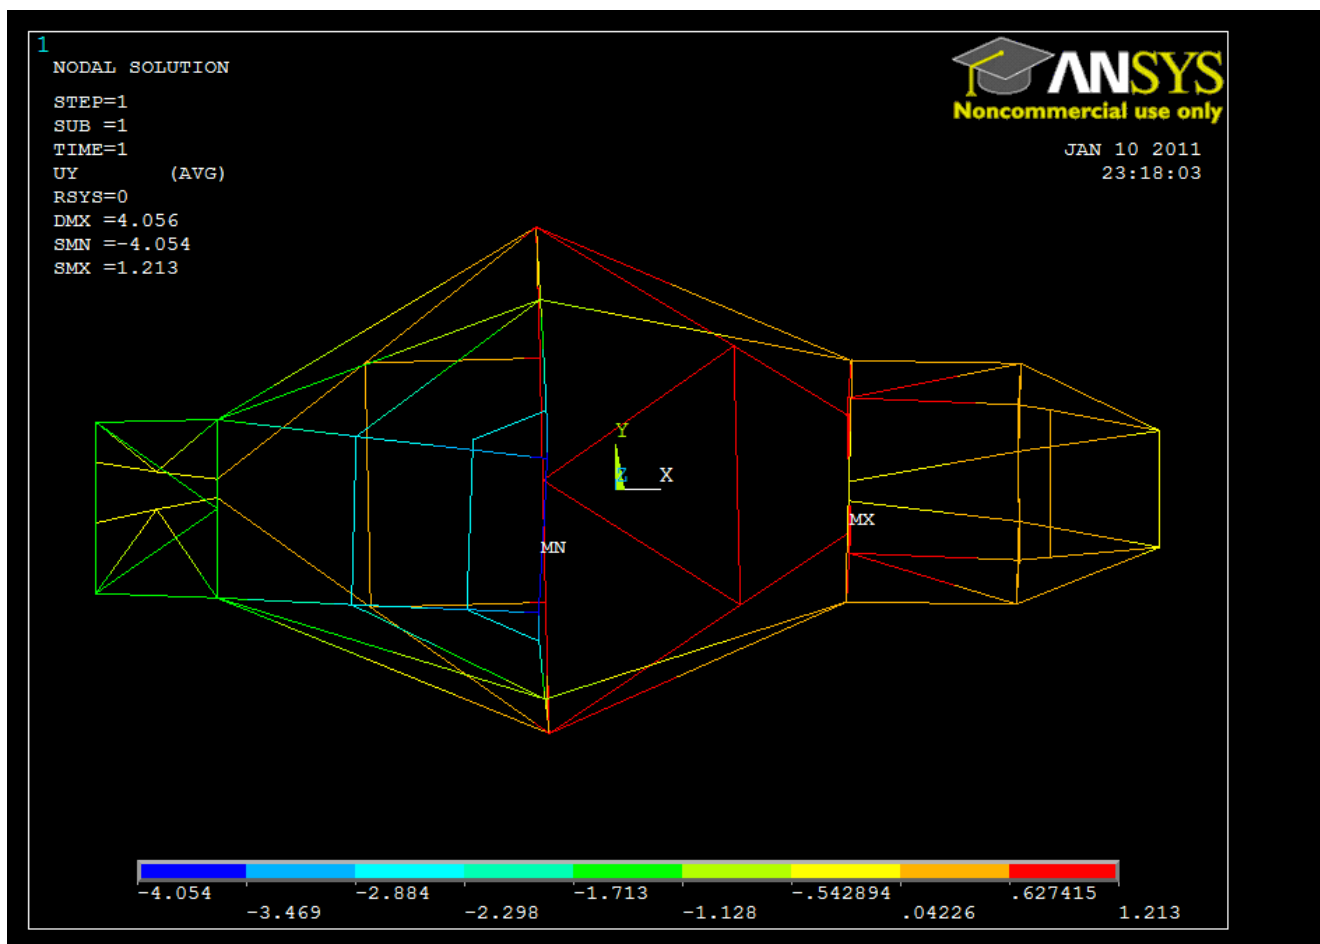 1
NODAL SOLUTION
STEP=1
SUB =1
TIME=1
UY (AVG)
RSYS=0
DMX =4.056
SMN =-4.054
SMX =1.213
ANSYS
Noncommercial use only
JAN 10 2011
23:18:03
Y
Z X
MX
MN
-4.054 -2.884 -1.713 -.542894 .627415
-3.469 -2.298 -1.128 .04226 1.213